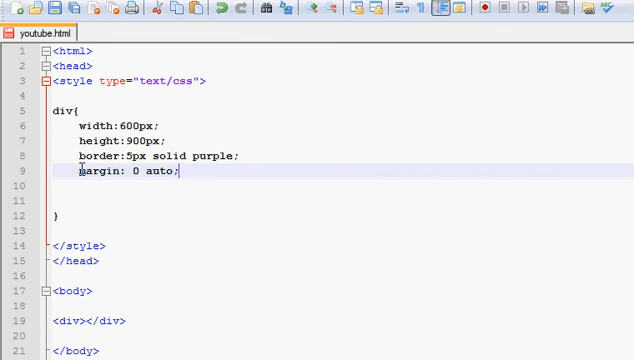 youtube.html
1 <html>
2 <head>
3 <style type="text/css">
4
5 div{
6 width:600px;
7 height:900px;
8 border:5px solid purple;
9 margin: 0 auto;
10
11
12 }
13
14 </style>
15 </head>
16
17 <body>
18
19 <div></div>
20
21 </body>